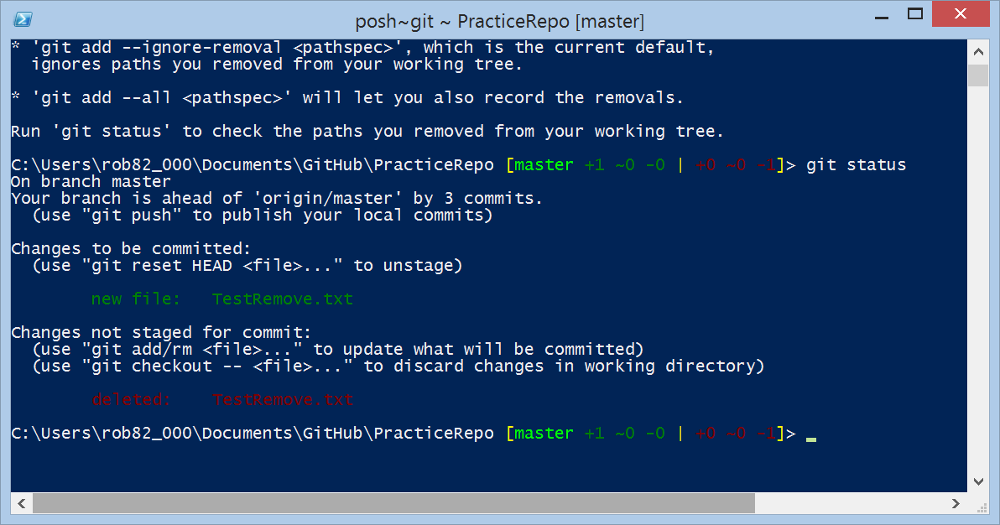 posh~git ~ PracticeRepo [master]
* 'git add --ignore-removal <pathspec>', which is the current default,
  ignores paths you removed from your working tree.
* 'git add --all <pathspec>' will let you also record the removals.
Run 'git status' to check the paths you removed from your working tree.
C:\Users\rob82_000\Documents\GitHub\PracticeRepo [master +1 ~0 -0 | +0 ~0 -1]> git status
On branch master
Your branch is ahead of 'origin/master' by 3 commits.
  (use "git push" to publish your local commits)
Changes to be committed:
  (use "git reset HEAD <file>..." to unstage)
        new file:   TestRemove.txt
Changes not staged for commit:
  (use "git add/rm <file>..." to update what will be committed)
  (use "git checkout -- <file>..." to discard changes in working directory)
        deleted:    TestRemove.txt
C:\Users\rob82_000\Documents\GitHub\PracticeRepo [master +1 ~0 -0 | +0 ~0 -1]> _